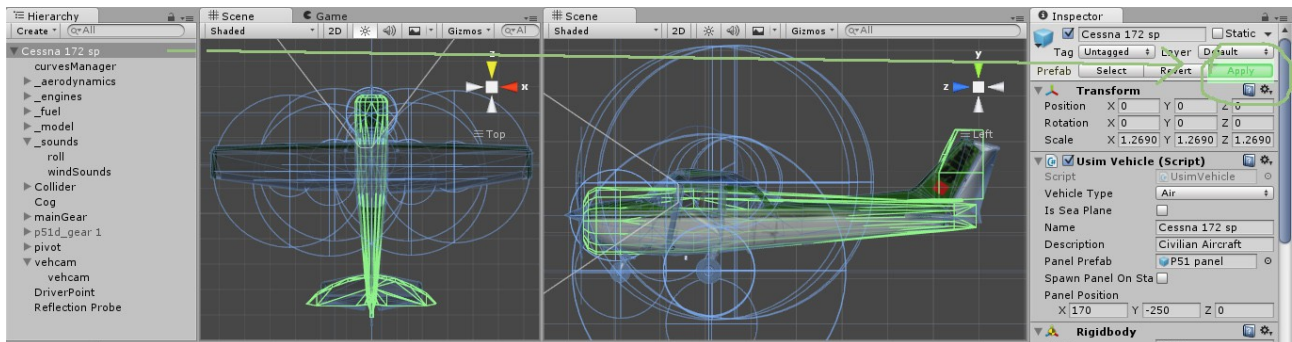 Hierarchy
Create
All
Cessna 172 sp
curvesManager
_aerodynamics
_engines
_fuel
_model
_sounds
roll
windSounds
Collider
Cog
mainGear
p51d_gear 1
pivot
vehcam
vehcam
DriverPoint
Reflection Probe
Scene Game
Shaded 2D Gizmos Al
z
x
Top
Scene
Shaded 2D Gizmos All
y
z
Left
Inspector
Cessna 172 sp Static
Tag Untagged Layer Default
Prefab Select Revert Apply
Transform
Position X 0 Y 0 Z 0
Rotation X 0 Y 0 Z 0
Scale X 1.2690 Y 1.2690 Z 1.2690
Usim Vehicle (Script)
Script UsimVehicle
Vehicle Type Air
Is Sea Plane
Name Cessna 172 sp
Description Civilian Aircraft
Panel Prefab P51 panel
Spawn Panel On Sta
Panel Position
X 170 Y -250 Z 0
Rigidbody